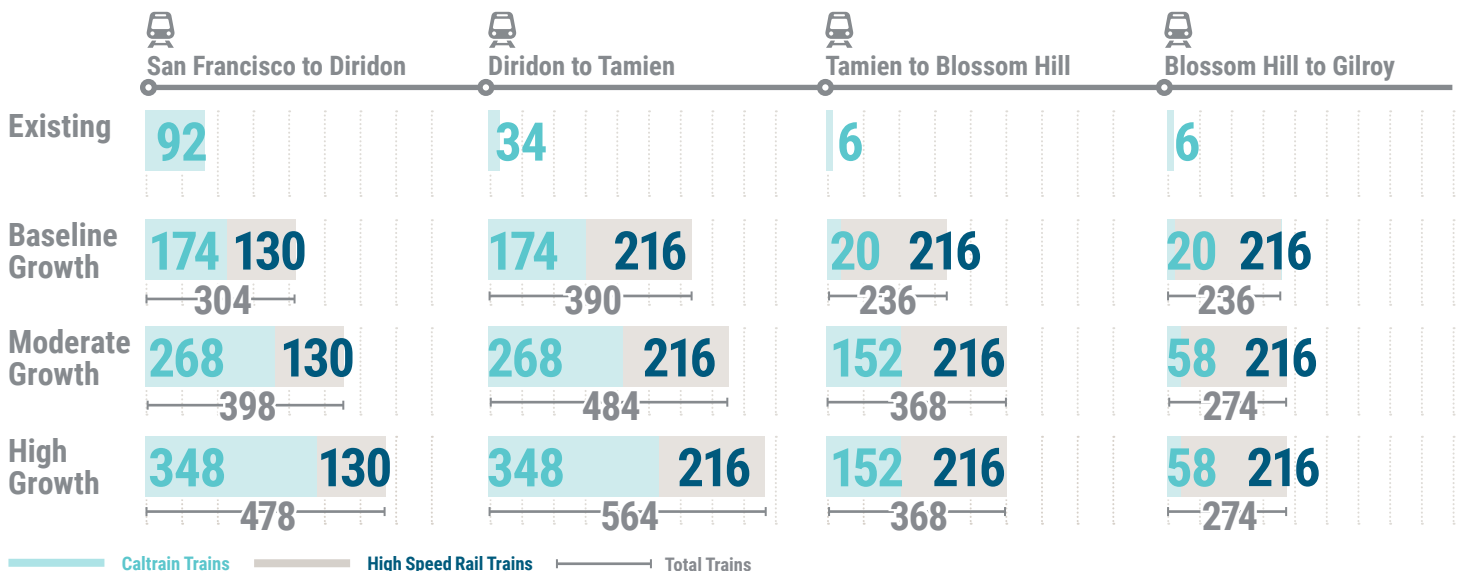 San Francisco to Diridon
Diridon to Tamien
Tamien to Blossom Hill
Blossom Hill to Gilroy
Existing
92
34
6
6
Baseline
Growth
174 130
304
174 216
390
20 216
236
20 216
236
Moderate
Growth
268 130
398
268 216
484
152 216
368
58 216
274
High
Growth
348 130
478
348 216
564
152 216
368
58 216
274
Caltrain Trains
High Speed Rail Trains
Total Trains